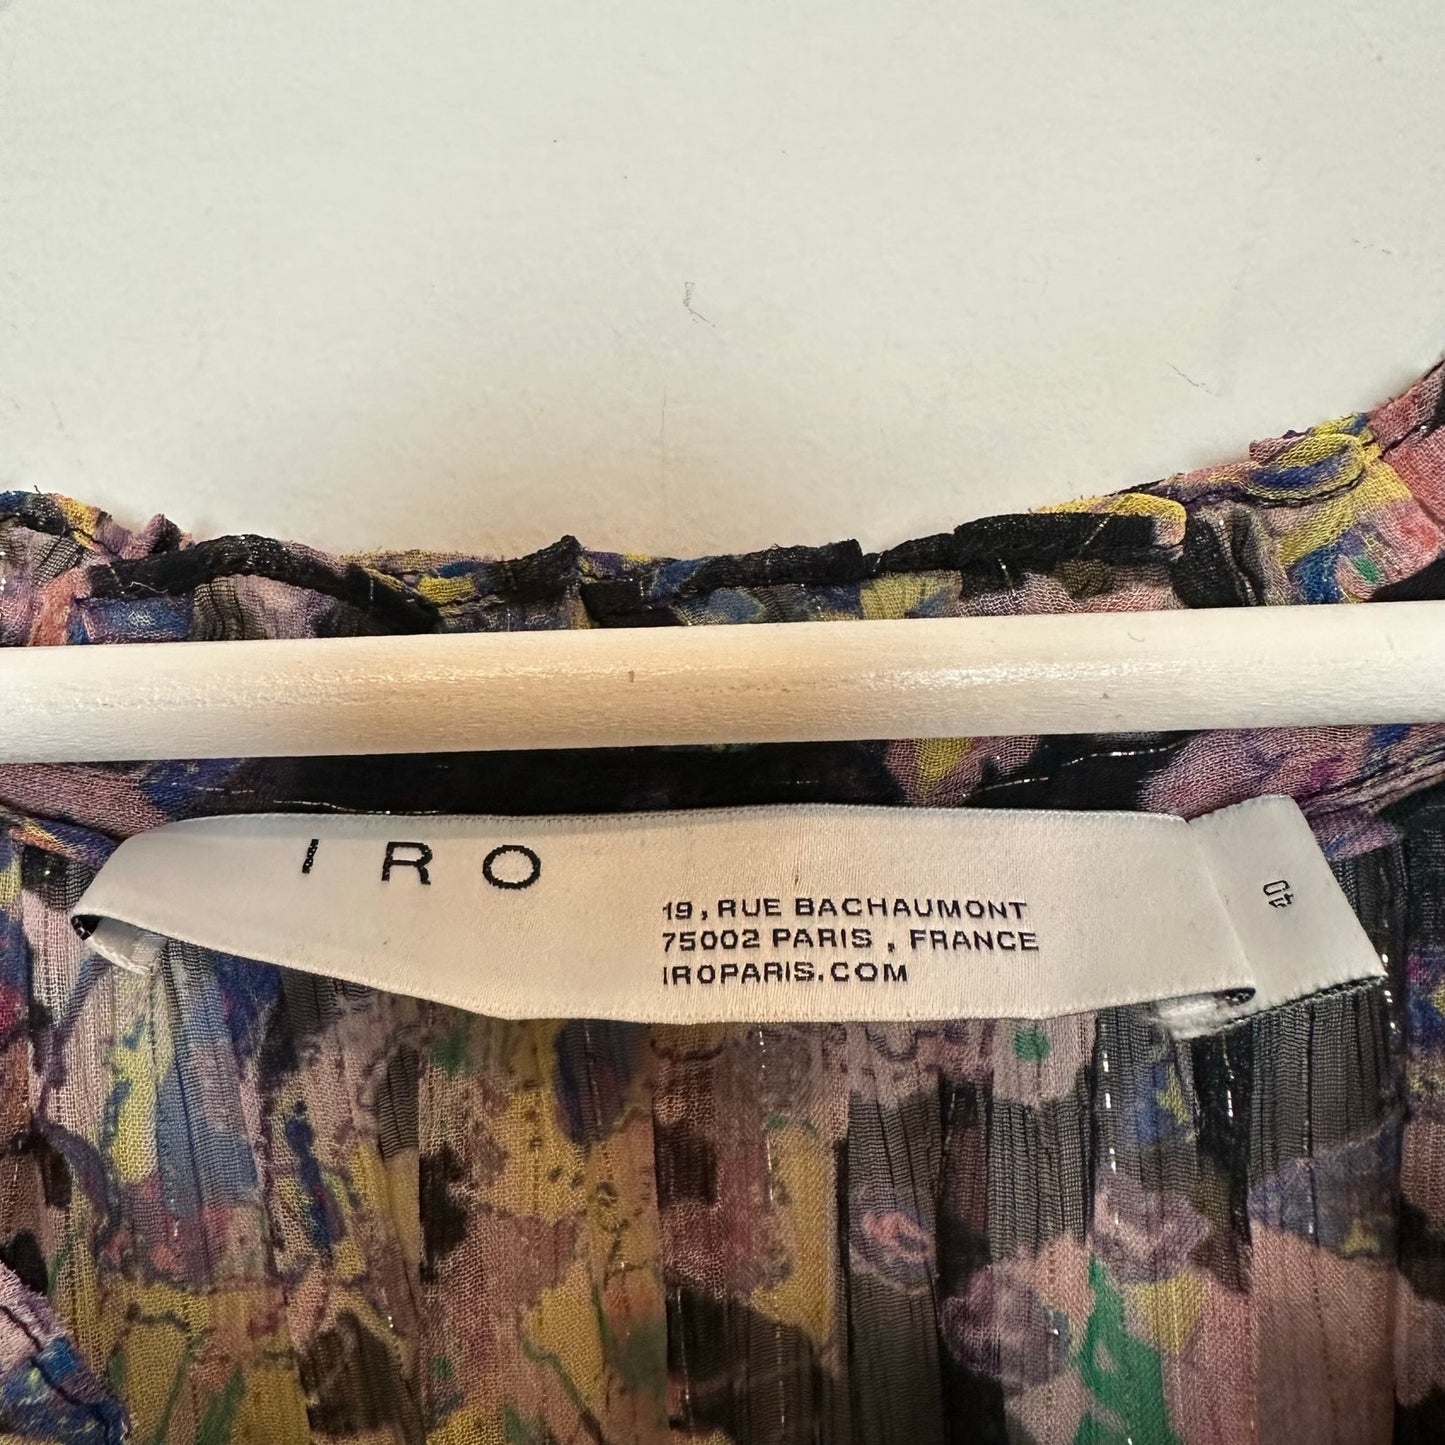 IRO
19, RUE BACHAUMONT
75002 PARIS, FRANCE
IROPARIS.COM
40